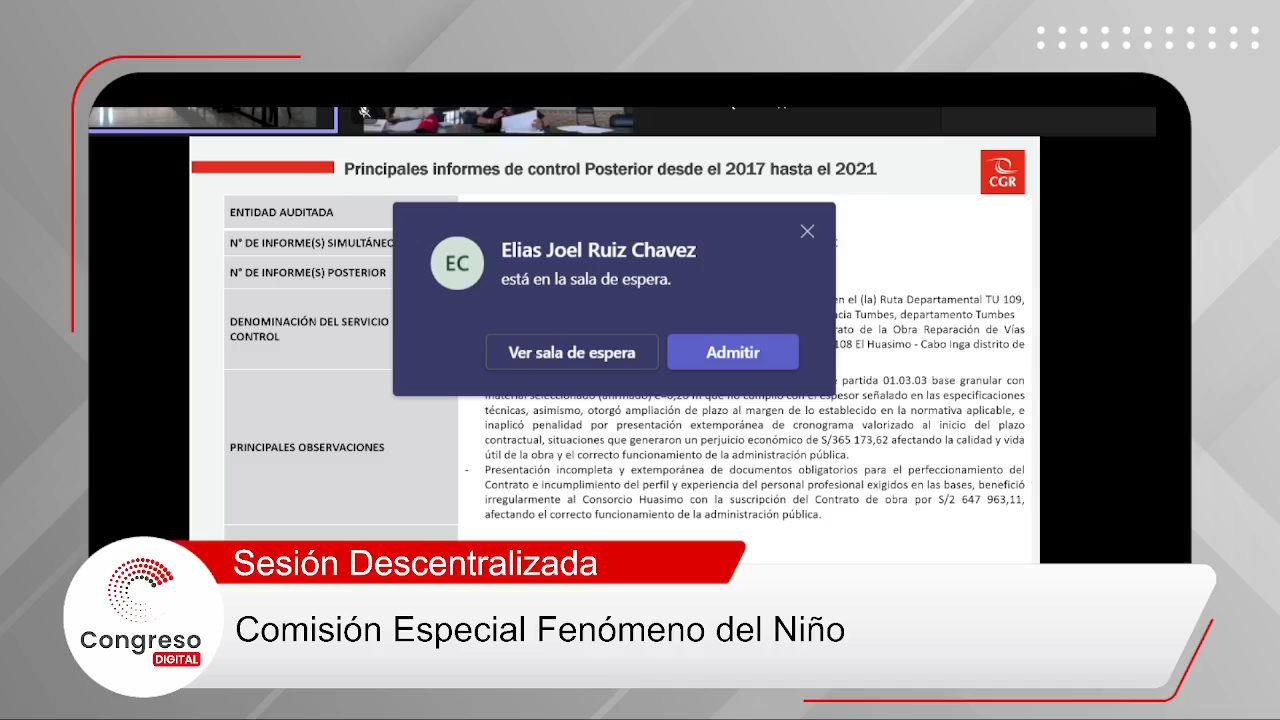 Principales informes de control Posterior desde el 2017 hasta el 2021
CGR
ENTIDAD AUDITADA
N° DE INFORME(S) SIMULTÁNEO
N° DE INFORME(S) POSTERIOR
DENOMINACIÓN DEL SERVICIO
CONTROL
PRINCIPALES OBSERVACIONES
EC
Elias Joel Ruiz Chavez
está en la sala de espera.
Ver sala de espera
Admitir
en el (la) Ruta Departamental TU 109,
Tumbes, departamento Tumbes
de la Obra Reparación de Vías
108 El Huasimo - Cabo Inga distrito de
partida 01.03.03 base granular con
espesor señalado en las especificaciones
técnicas, asimismo, otorgó ampliación de plazo al margen de lo establecido en la normativa aplicable, e
inaplicó penalidad por presentación extemporánea de cronograma valorizado al inicio del plazo
contractual, situaciones que generaron un perjuicio económico de S/365 173,62 afectando la calidad y vida
útil de la obra y el correcto funcionamiento de la administración pública.
- Presentación incompleta y extemporánea de documentos obligatorios para el perfeccionamiento del
Contrato e incumplimiento del perfil y experiencia del personal profesional exigidos en las bases, benefició
irregularmente al Consorcio Huasimo con la suscripción del Contrato de obra por S/2 647 963,11,
afectando el correcto funcionamiento de la administración pública.
Sesión Descentralizada
Comisión Especial Fenómeno del Niño
Congreso
DIGITAL